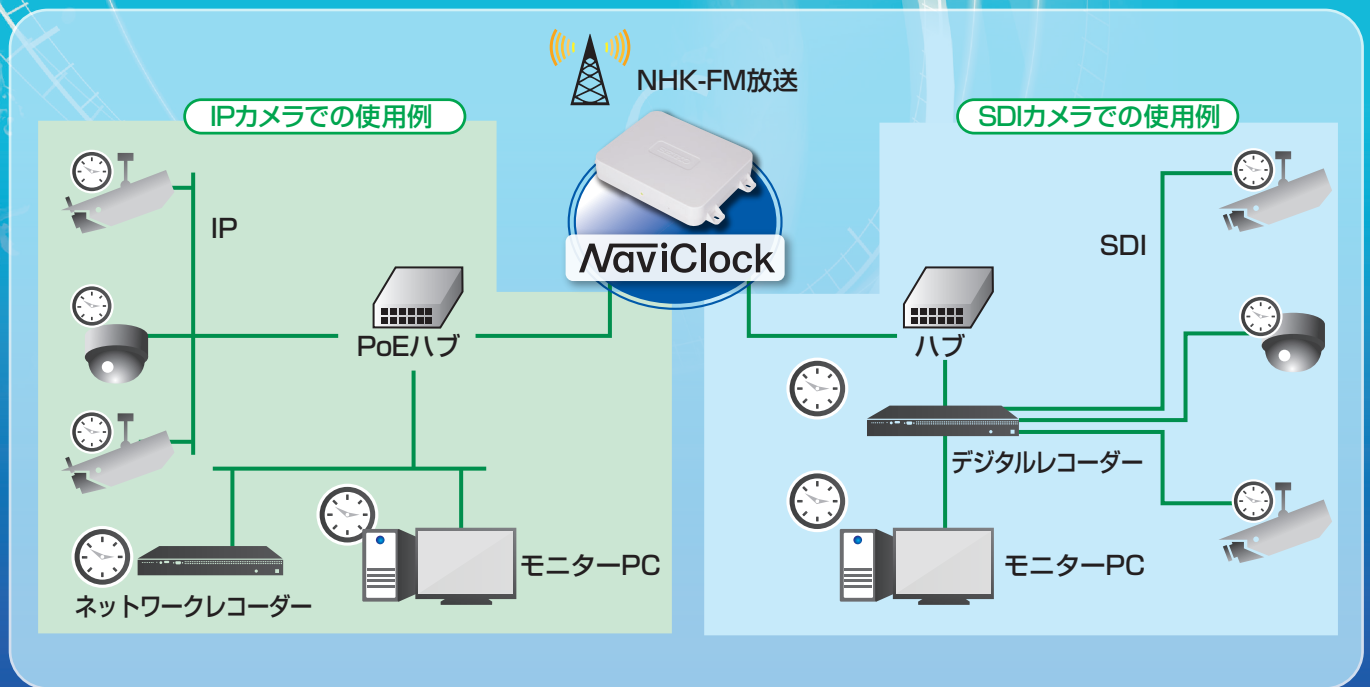 NHK-FM放送
IPカメラでの使用例
SDIカメラでの使用例
IP
SDI
NaviClock
PoEハブ
ハブ
デジタルレコーダー
モニターPC
モニターPC
ネットワークレコーダー